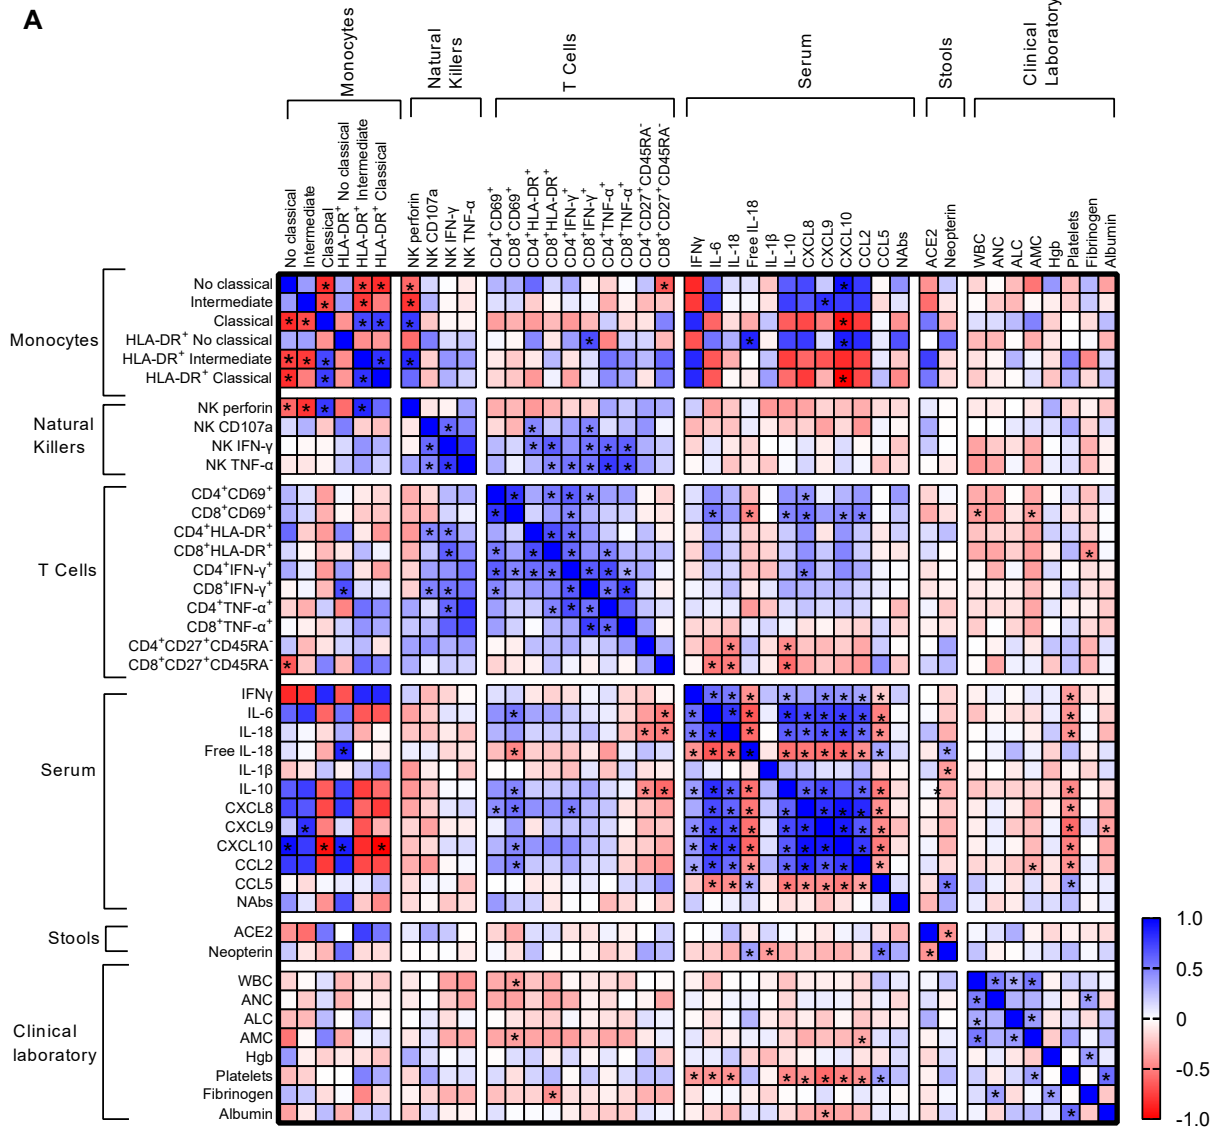 A
Monocytes
Natural
Killers
T Cells
Serum
Stools
Clinical
Laboratory
No classical
Intermediate
Classical
HLA-DR⁺ No classical
HLA-DR⁺ Intermediate
HLA-DR⁺ Classical
NK perforin
NK CD107a
NK IFN-γ
NK TNF-α
CD4⁺CD69⁺
CD8⁺CD69⁺
CD4⁺HLA-DR⁺
CD8⁺HLA-DR⁺
CD4⁺IFN-γ⁺
CD8⁺IFN-γ⁺
CD4⁺TNF-α⁺
CD8⁺TNF-α⁺
CD4⁺CD27⁺CD45RA⁻
CD8⁺CD27⁺CD45RA⁻
IFNγ
IL-6
IL-18
Free IL-18
IL-1β
IL-10
CXCL8
CXCL9
CXCL10
CCL2
CCL5
NAbs
ACE2
Neopterin
WBC
ANC
ALC
AMC
Hgb
Platelets
Fibrinogen
Albumin
Monocytes
No classical
Intermediate
Classical
HLA-DR⁺ No classical
HLA-DR⁺ Intermediate
HLA-DR⁺ Classical
Natural
Killers
NK perforin
NK CD107a
NK IFN-γ
NK TNF-α
T Cells
CD4⁺CD69⁺
CD8⁺CD69⁺
CD4⁺HLA-DR⁺
CD8⁺HLA-DR⁺
CD4⁺IFN-γ⁺
CD8⁺IFN-γ⁺
CD4⁺TNF-α⁺
CD8⁺TNF-α⁺
CD4⁺CD27⁺CD45RA⁻
CD8⁺CD27⁺CD45RA⁻
Serum
IFNγ
IL-6
IL-18
Free IL-18
IL-1β
IL-10
CXCL8
CXCL9
CXCL10
CCL2
CCL5
NAbs
Stools
ACE2
Neopterin
Clinical
laboratory
WBC
ANC
ALC
AMC
Hgb
Platelets
Fibrinogen
Albumin
1.0
0.5
0
-0.5
-1.0